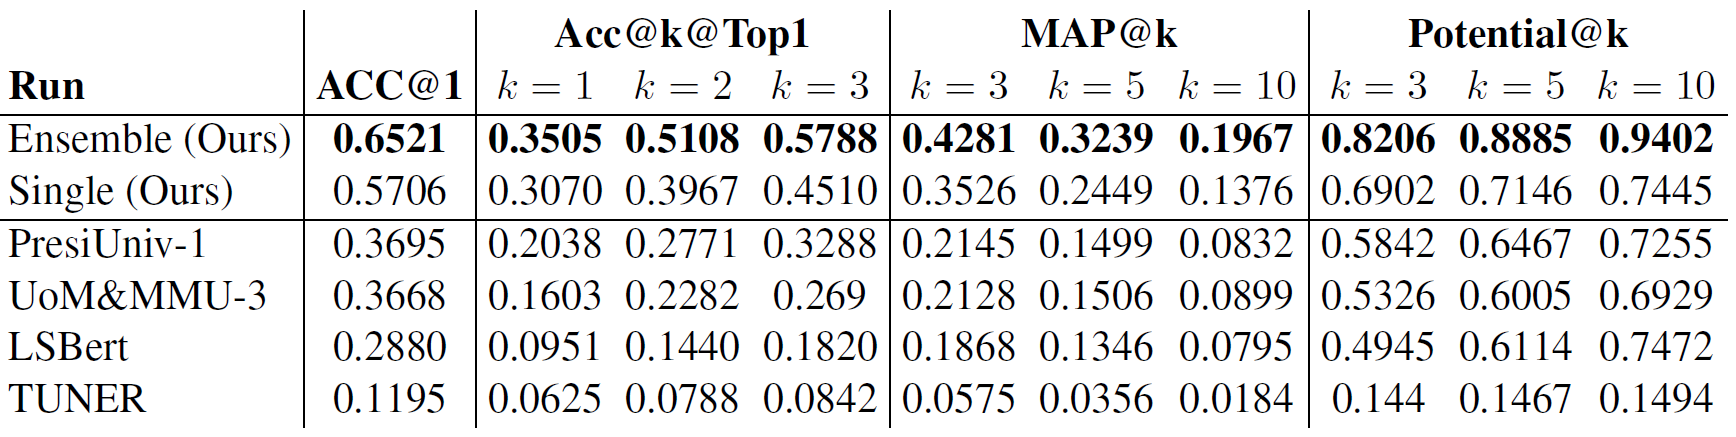 Acc@k@Top1 MAP@k Potential@k
Run ACC@1 k = 1 k = 2 k = 3 k = 3 k = 5 k = 10 k = 3 k = 5 k = 10
Ensemble (Ours) 0.6521 0.3505 0.5108 0.5788 0.4281 0.3239 0.1967 0.8206 0.8885 0.9402
Single (Ours) 0.5706 0.3070 0.3967 0.4510 0.3526 0.2449 0.1376 0.6902 0.7146 0.7445
PresiUniv-1 0.3695 0.2038 0.2771 0.3288 0.2145 0.1499 0.0832 0.5842 0.6467 0.7255
UoM&MMU-3 0.3668 0.1603 0.2282 0.269 0.2128 0.1506 0.0899 0.5326 0.6005 0.6929
LSBert 0.2880 0.0951 0.1440 0.1820 0.1868 0.1346 0.0795 0.4945 0.6114 0.7472
TUNER 0.1195 0.0625 0.0788 0.0842 0.0575 0.0356 0.0184 0.144 0.1467 0.1494